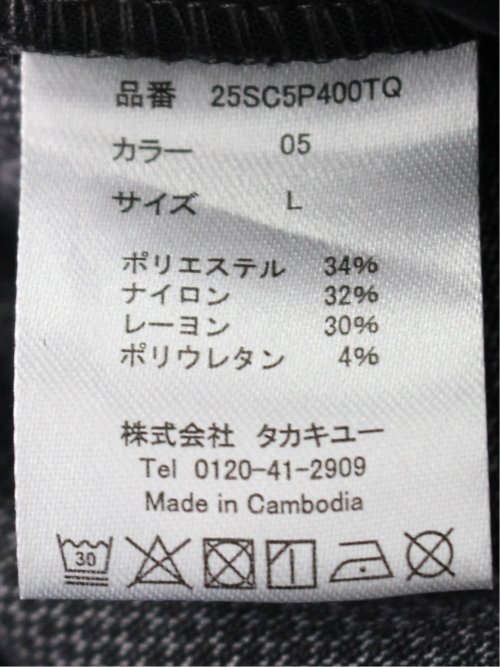 品番 25SC5P400TQ
カラー 05
サイズ L
ポリエステル 34%
ナイロン 32%
レーヨン 30%
ポリウレタン 4%
株式会社 タカキユー
Tel 0120-41-2909
Made in Cambodia
30